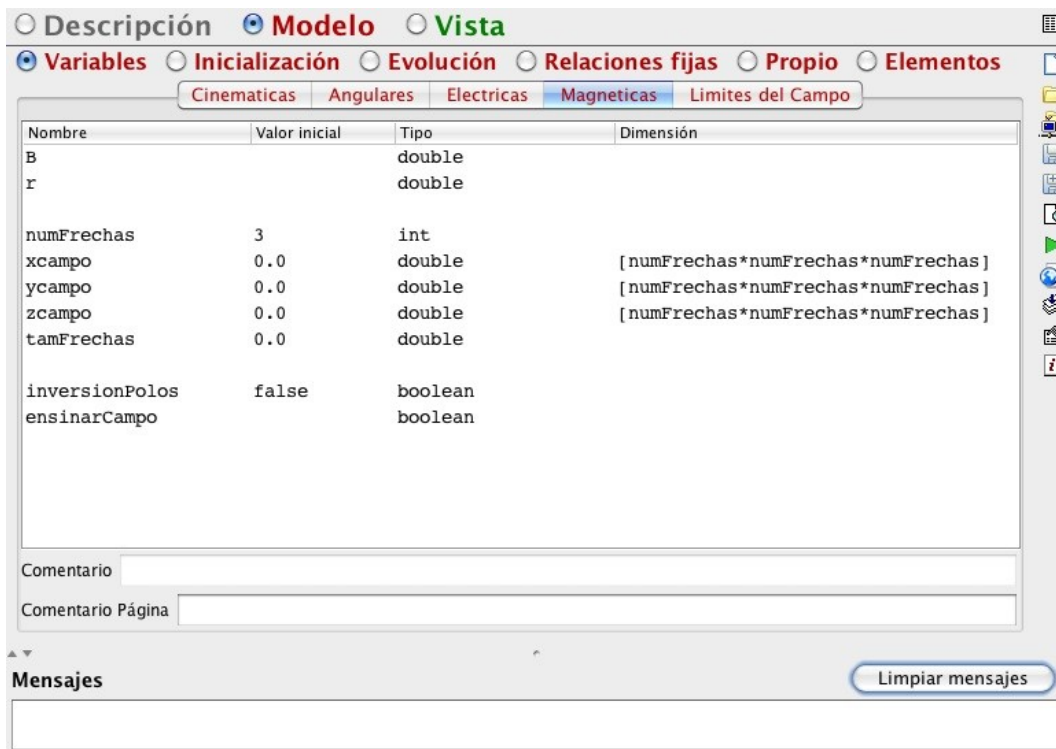 Descripción Modelo Vista
Variables Inicialización Evolución Relaciones fijas Propio Elementos
Cinematicas Angulares Electricas Magneticas Limites del Campo
Nombre Valor inicial Tipo Dimensión
B double
r double
numFrechas 3 int
xcampo 0.0 double [numFrechas*numFrechas*numFrechas]
ycampo 0.0 double [numFrechas*numFrechas*numFrechas]
zcampo 0.0 double [numFrechas*numFrechas*numFrechas]
tamFrechas 0.0 double
inversionPolos false boolean
ensinarCampo boolean
Comentario
Comentario Página
Mensajes Limpiar mensajes